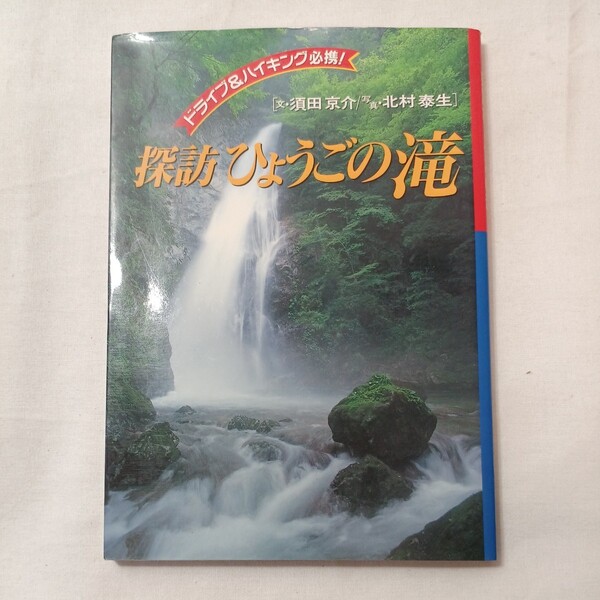 ドライブ&ハイキング必携!
[文・須田京介/写真・北村泰生]
探訪ひょうごの滝